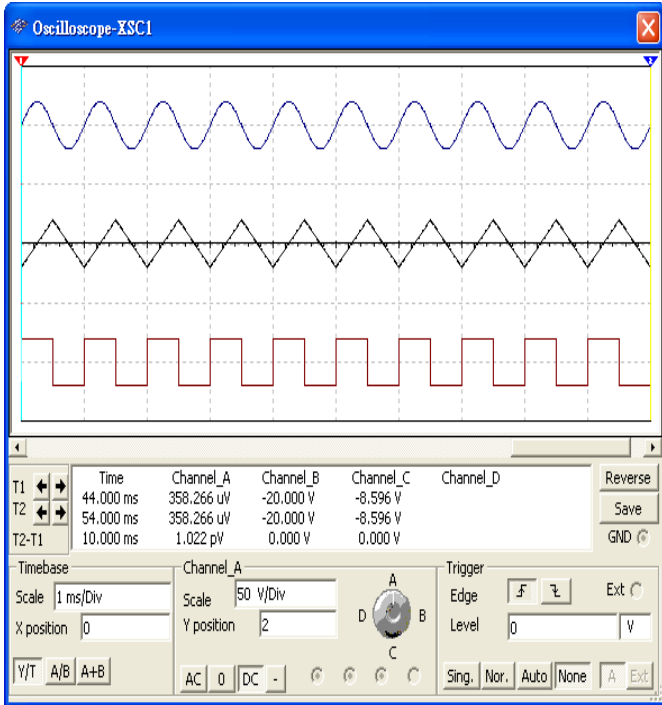 Oscilloscope-XSC1
1 2
Time Channel_A Channel_B Channel_C Channel_D
T1 44.000 ms 358.266 uV -20.000 V -8.596 V
T2 54.000 ms 358.266 uV -20.000 V -8.596 V
T2-T1 10.000 ms 1.022 pV 0.000 V 0.000 V
Reverse
Save
GND
Timebase
Scale 1 ms/Div
X position 0
Y/T A/B A+B
Channel_A
Scale 50 V/Div
Y position 2
AC 0 DC -
A
D B
C
Trigger
Edge Ext
Level 0 V
Sing. Nor. Auto None A Ext